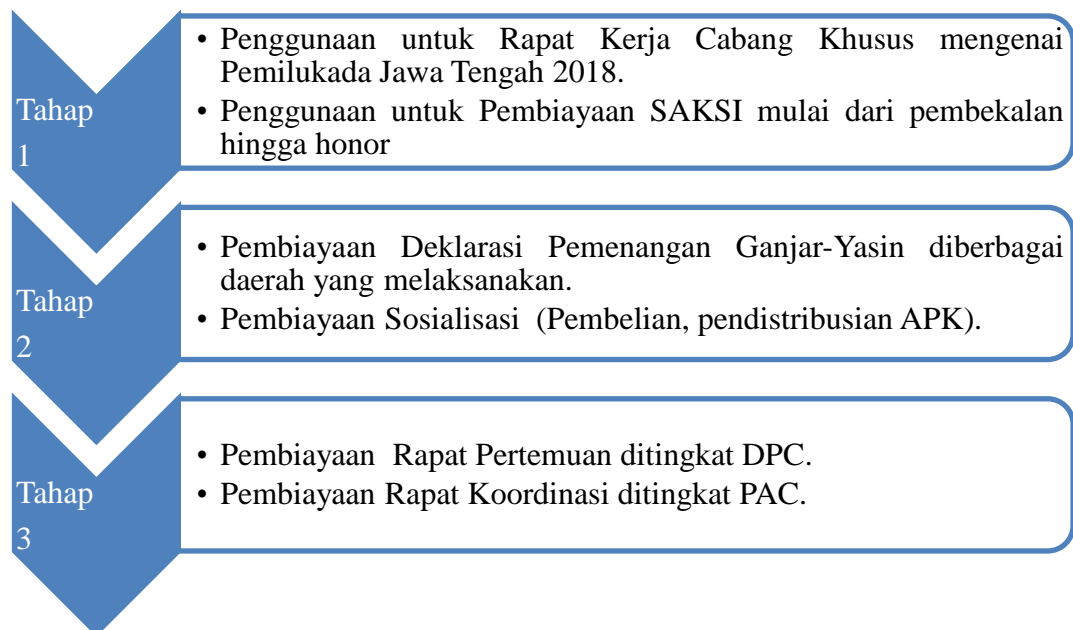 Tahap
1
• Penggunaan untuk Rapat Kerja Cabang Khusus mengenai
Pemilukada Jawa Tengah 2018.
• Penggunaan untuk Pembiayaan SAKSI mulai dari pembekalan
hingga honor
Tahap
2
• Pembiayaan Deklarasi Pemenangan Ganjar-Yasin diberbagai
daerah yang melaksanakan.
• Pembiayaan Sosialisasi (Pembelian, pendistribusian APK).
Tahap
3
• Pembiayaan Rapat Pertemuan ditingkat DPC.
• Pembiayaan Rapat Koordinasi ditingkat PAC.